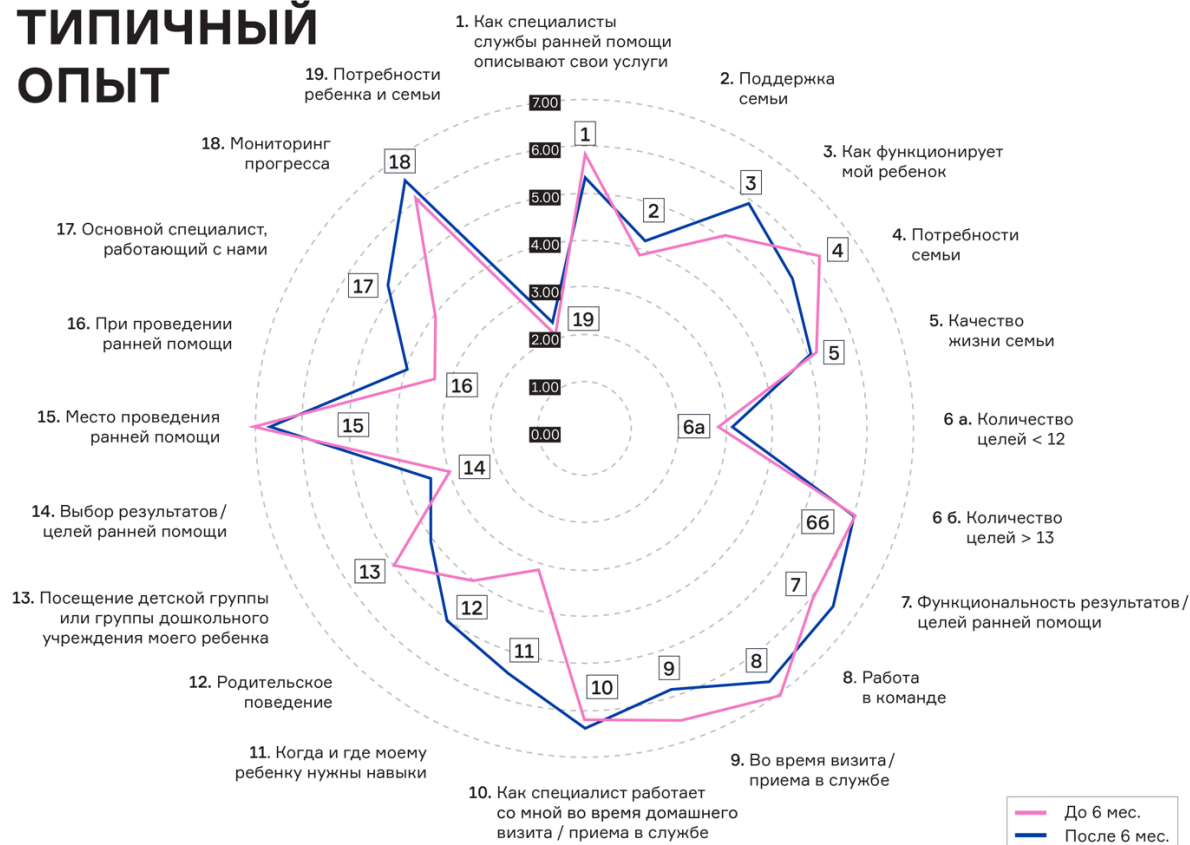 ТИПИЧНЫЙ
ОПЫТ
1. Как специалисты
службы ранней помощи
описывают свои услуги
2. Поддержка
семьи
3. Как функционирует
мой ребенок
4. Потребности
семьи
5. Качество
жизни семьи
6 а. Количество
целей < 12
6 б. Количество
целей > 13
7. Функциональность результатов/
целей ранней помощи
8. Работа
в команде
9. Во время визита/
приема в службе
10. Как специалист работает
со мной во время домашнего
визита / приема в службе
11. Когда и где моему
ребенку нужны навыки
12. Родительское
поведение
13. Посещение детской группы
или группы дошкольного
учреждения моего ребенка
14. Выбор результатов/
целей ранней помощи
15. Место проведения
ранней помощи
16. При проведении
ранней помощи
17. Основной специалист,
работающий с нами
18. Мониторинг
прогресса
19. Потребности
ребенка и семьи
7.00
6.00
5.00
4.00
3.00
2.00
1.00
0.00
1
2
3
4
5
6а
6б
7
8
9
10
11
12
13
14
15
16
17
18
19
До 6 мес.
После 6 мес.